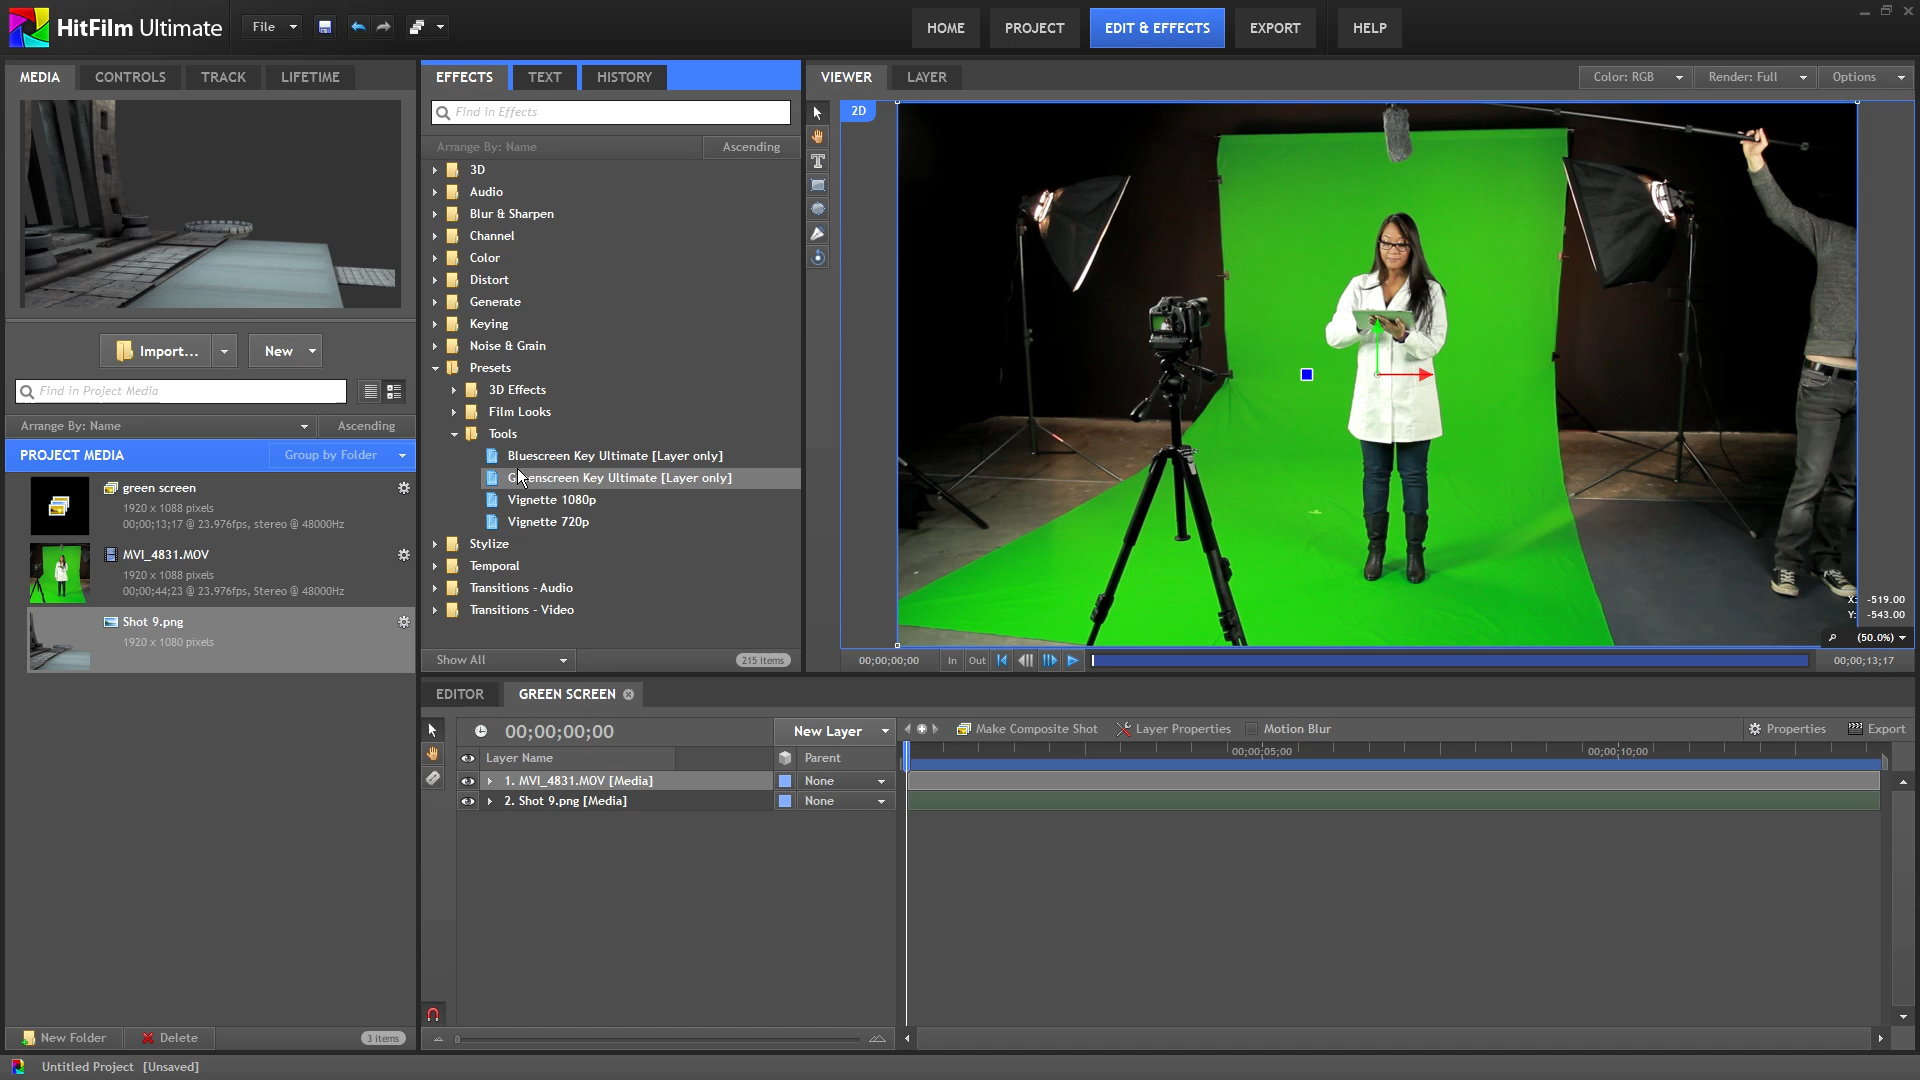 HitFilm Ultimate
File
HOME
PROJECT
EDIT & EFFECTS
EXPORT
HELP
MEDIA
CONTROLS
TRACK
LIFETIME
Import...
New
Find in Project Media
Arrange By: Name
Ascending
PROJECT MEDIA
Group by Folder
green screen
1920 x 1088 pixels
00;00;13;17 @ 23.976fps, stereo @ 48000Hz
MVI_4831.MOV
1920 x 1088 pixels
00;00;44;23 @ 23.976fps, Stereo @ 48000Hz
Shot 9.png
1920 x 1080 pixels
New Folder
Delete
3 items
EFFECTS
TEXT
HISTORY
Find in Effects
Arrange By: Name
Ascending
3D
Audio
Blur & Sharpen
Channel
Color
Distort
Generate
Keying
Noise & Grain
Presets
3D Effects
Film Looks
Tools
Bluescreen Key Ultimate [Layer only]
Greenscreen Key Ultimate [Layer only]
Vignette 1080p
Vignette 720p
Stylize
Temporal
Transitions - Audio
Transitions - Video
Show All
215 items
VIEWER
LAYER
Color: RGB
Render: Full
Options
2D
X: -519.00
Y: -543.00
(50.0%)
00;00;00;00
In
Out
00;00;13;17
EDITOR
GREEN SCREEN
00;00;00;00
New Layer
Make Composite Shot
Layer Properties
Motion Blur
Properties
Export
Layer Name
Parent
00;00;05;00
00;00;10;00
1. MVI_4831.MOV [Media]
None
2. Shot 9.png [Media]
None
Untitled Project [Unsaved]